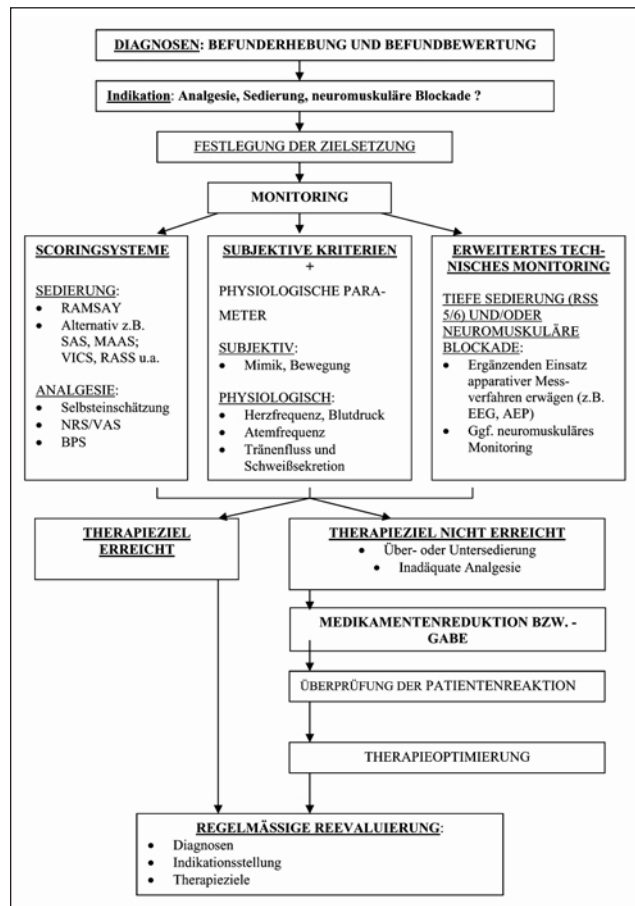 DIAGNOSEN: BEFUNDERHEBUNG UND BEFUNDBEWERTUNG
Indikation: Analgesie, Sedierung, neuromuskuläre Blockade ?
FESTLEGUNG DER ZIELSETZUNG
MONITORING
SCORINGSYSTEME
SEDIERUNG:
• RAMSAY
• Alternativ z.B.
SAS, MAAS;
VICS, RASS u.a.
ANALGESIE:
• Selbsteinschätzung
• NRS/VAS
• BPS
SUBJEKTIVE KRITERIEN
+
PHYSIOLOGISCHE PARA-
METER
SUBJEKTIV:
• Mimik, Bewegung
PHYSIOLOGISCH:
• Herzfrequenz, Blutdruck
• Atemfrequenz
• Tränenfluss und
Schweißsekretion
ERWEITERTES TECH-
NISCHES MONITORING
TIEFE SEDIERUNG (RSS
5/6) UND/ODER
NEUROMUSKULÄRE
BLOCKADE:
• Ergänzenden Einsatz
apparativer Mess-
verfahren erwägen (z.B.
EEG, AEP)
• Ggf. neuromuskuläres
Monitoring
THERAPIEZIEL
ERREICHT
THERAPIEZIEL NICHT ERREICHT
• Über- oder Untersedierung
• Inadäquate Analgesie
MEDIKAMENTENREDUKTION BZW. -
GABE
ÜBERPRÜFUNG DER PATIENTENREAKTION
THERAPIEOPTIMIERUNG
REGELMÄSSIGE REEVALUIERUNG:
• Diagnosen
• Indikationsstellung
• Therapieziele